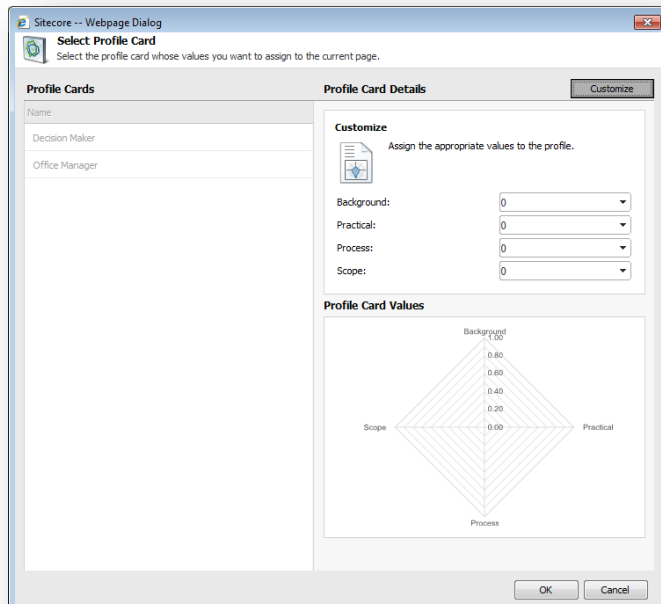 Sitecore -- Webpage Dialog
Select Profile Card
Select the profile card whose values you want to assign to the current page.
Profile Cards
Name
Decision Maker
Office Manager
Profile Card Details
Customize
Customize
Assign the appropriate values to the profile.
Background: 0
Practical: 0
Process: 0
Scope: 0
Profile Card Values
Background
1.00
0.80
0.60
0.40
0.20
Scope 0.00 Practical
Process
OK Cancel